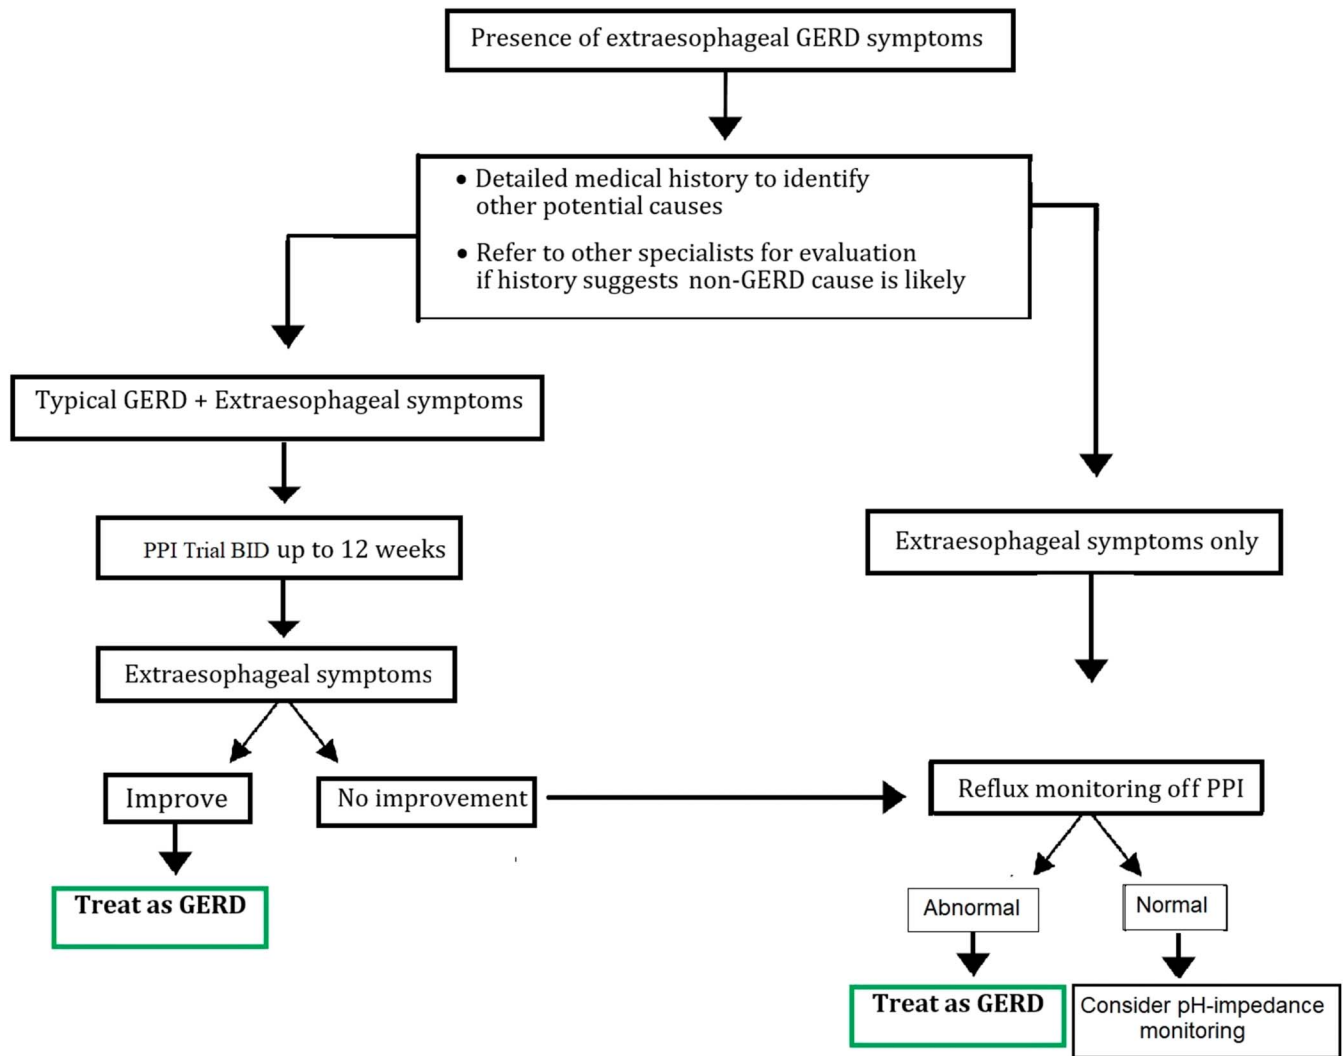 Presence of extraesophageal GERD symptoms
• Detailed medical history to identify
other potential causes
• Refer to other specialists for evaluation
if history suggests non-GERD cause is likely
Typical GERD + Extraesophageal symptoms
PPI Trial BID up to 12 weeks
Extraesophageal symptoms only
Extraesophageal symptoms
Improve
No improvement
Reflux monitoring off PPI
Treat as GERD
Abnormal
Normal
Treat as GERD
Consider pH-impedance
monitoring